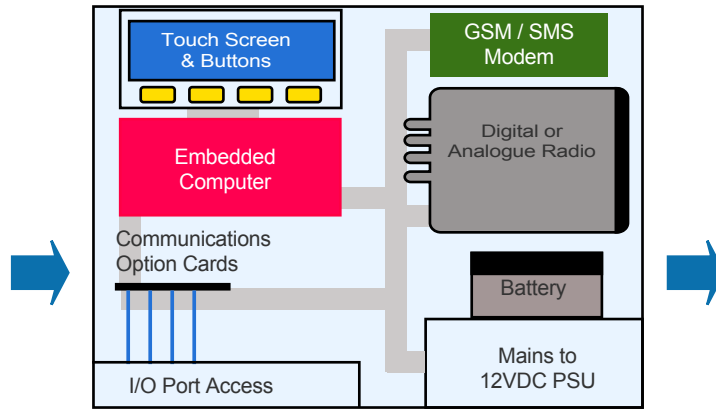 Touch Screen
& Buttons
GSM / SMS
Modem
Digital or
Analogue Radio
Embedded
Computer
Communications
Option Cards
Battery
I/O Port Access
Mains to
12VDC PSU